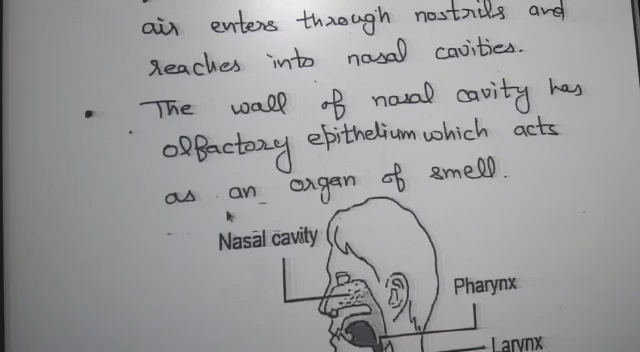 air enters through nostrils and
reaches into nasal cavities.
• The wall of nasal cavity has
olfactory epithelium which acts
as an organ of smell.
Nasal cavity
Pharynx
Larynx